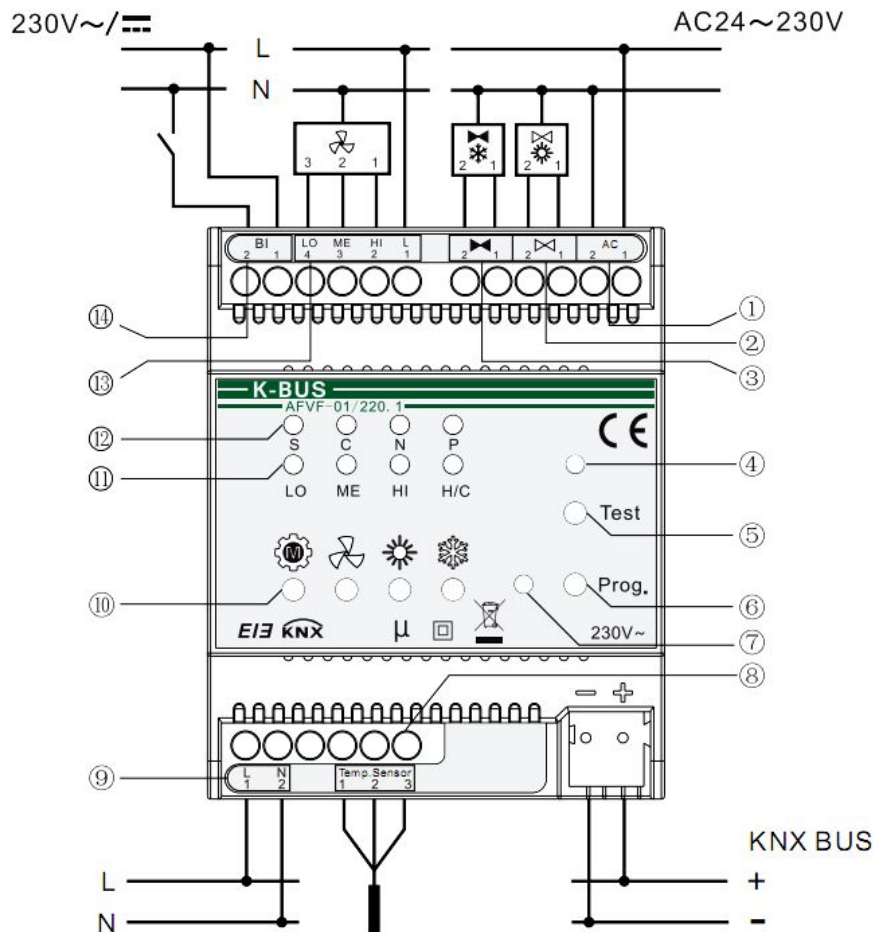 230V～/⎓ AC24～230V
L
N
3 2 1
2 1 2 1
BI LO ME HI L AC
2 1 4 3 2 1 2 1 2 1 2 1
①
⑭ ②
⑬ ③
K-BUS
AFVF-01/220.1
⑫ CE
S C N P
⑪ ④
LO ME HI H/C
Test ⑤
M
⑩ Prog. ⑥
EIB KNX μ 230V~ ⑦
⑧
− +
⑨ L N Temp.Sensor
1 2 1 2 3
KNX BUS
L +
N -